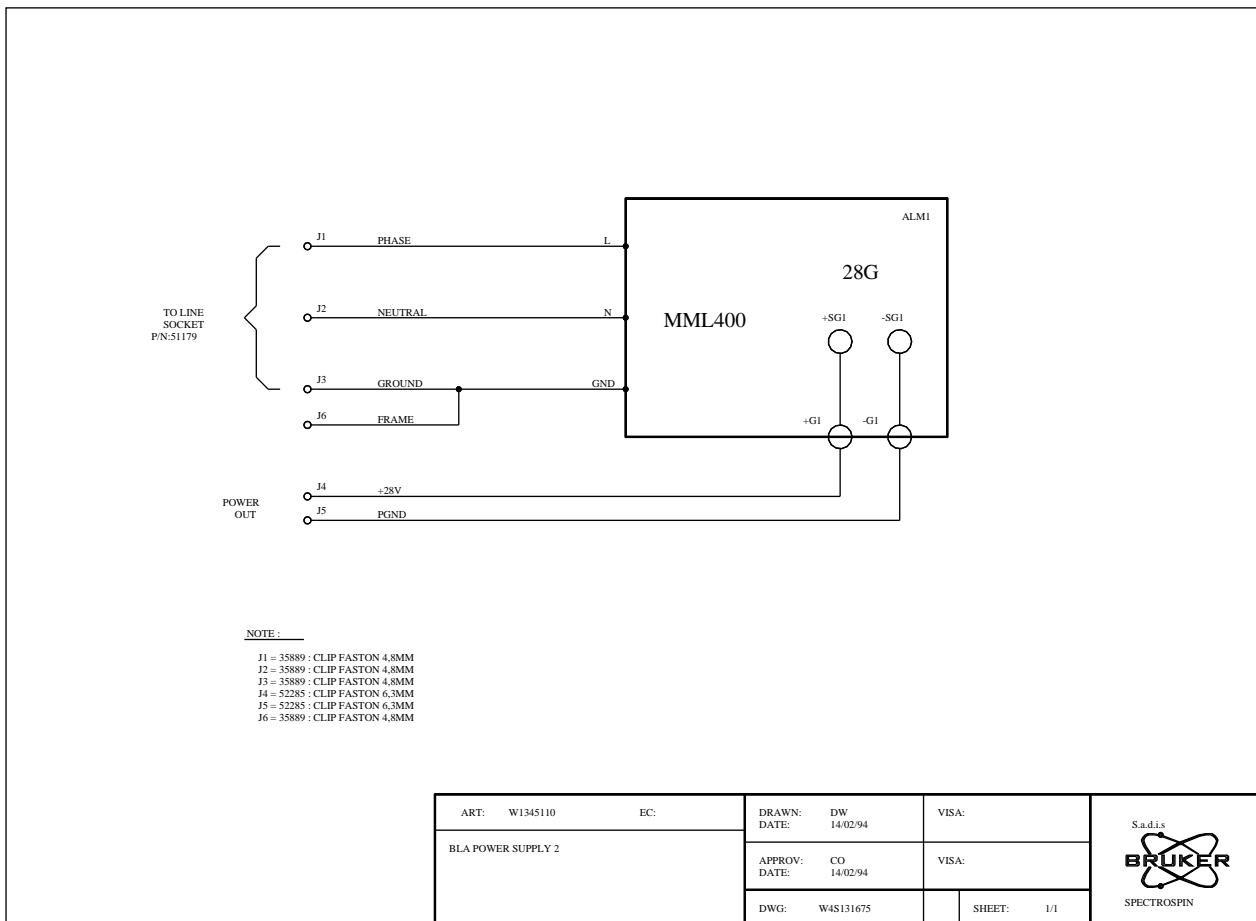 ALM1
J1 PHASE L
28G
J2 NEUTRAL N
TO LINE
SOCKET
P/N:51179
MML400
+SG1 -SG1
J3 GROUND GND
J6 FRAME
+G1 -G1
J4 +28V
POWER
OUT
J5 PGND
NOTE :
J1 = 35889 : CLIP FASTON 4,8MM
J2 = 35889 : CLIP FASTON 4,8MM
J3 = 35889 : CLIP FASTON 4,8MM
J4 = 52285 : CLIP FASTON 6,3MM
J5 = 52285 : CLIP FASTON 6,3MM
J6 = 35889 : CLIP FASTON 4,8MM
ART: W1345110 EC:
BLA POWER SUPPLY 2
DRAWN: DW
DATE: 14/02/94
VISA:
APPROV: CO
DATE: 14/02/94
VISA:
DWG: W4S131675
SHEET: 1/1
S.a.d.i.s
BRUKER
SPECTROSPIN